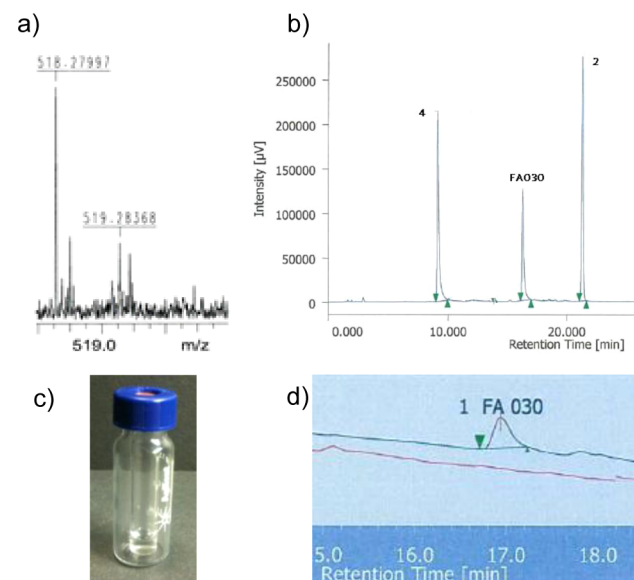 a)
518.27997
519.28368
519.0
m/z
b)
Intensity [µV]
250000
200000
150000
100000
50000
0
4
FA030
2
0.000
10.000
20.000
Retention Time [min]
c)
d)
1 FA 030
5.0
16.0
17.0
18.0
Retention Time [min]